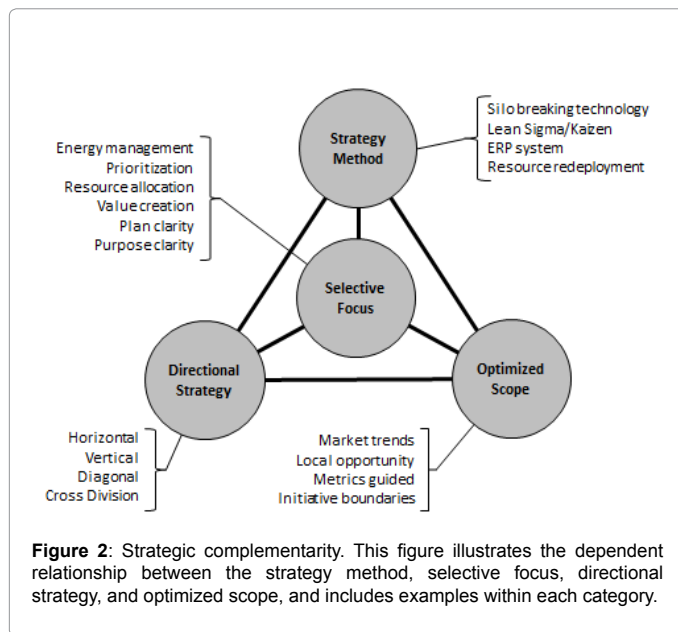 Strategy
Method
Silo breaking technology
Lean Sigma/Kaizen
ERP system
Resource redeployment
Energy management
Prioritization
Resource allocation
Value creation
Plan clarity
Purpose clarity
Selective
Focus
Directional
Strategy
Optimized
Scope
Horizontal
Vertical
Diagonal
Cross Division
Market trends
Local opportunity
Metrics guided
Initiative boundaries
Figure 2: Strategic complementarity. This figure illustrates the dependent
relationship between the strategy method, selective focus, directional
strategy, and optimized scope, and includes examples within each category.